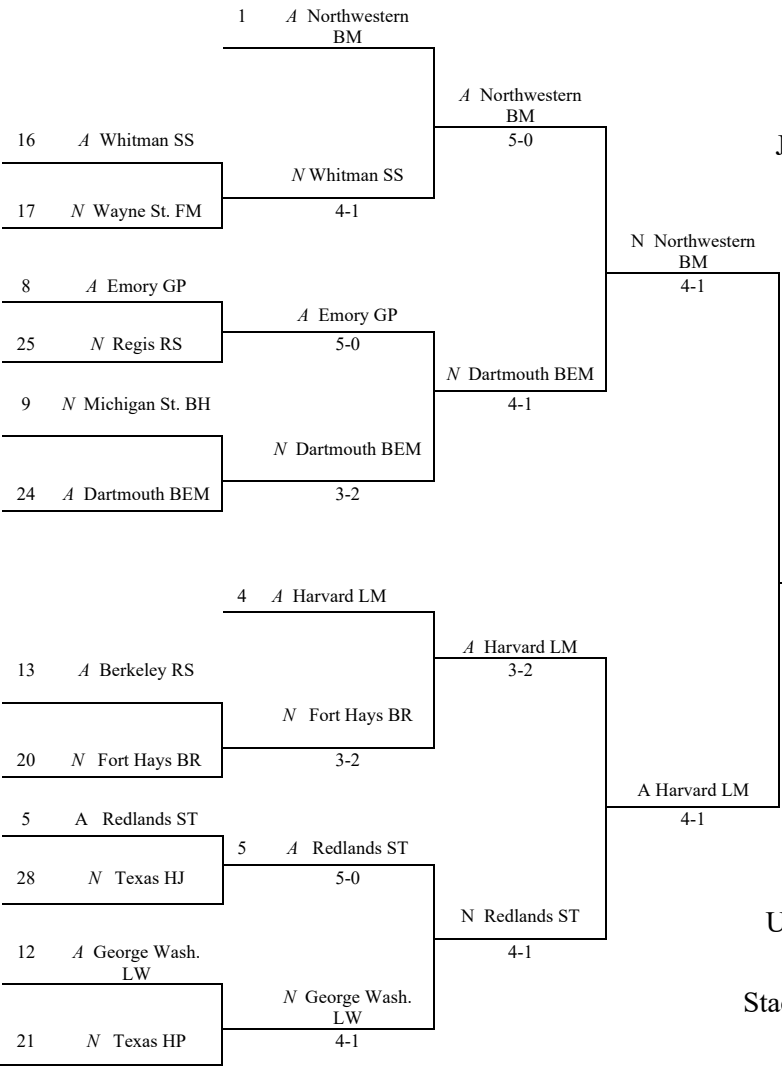 1 A Northwestern
BM
A Northwestern
BM
16 A Whitman SS
5-0
J
N Whitman SS
17 N Wayne St. FM
4-1
N Northwestern
BM
8 A Emory GP
4-1
A Emory GP
25 N Regis RS
5-0
N Dartmouth BEM
9 N Michigan St. BH
4-1
N Dartmouth BEM
24 A Dartmouth BEM
3-2
4 A Harvard LM
A Harvard LM
13 A Berkeley RS
3-2
N Fort Hays BR
20 N Fort Hays BR
3-2
A Harvard LM
5 A Redlands ST
4-1
5 A Redlands ST
28 N Texas HJ
5-0
N Redlands ST
U
12 A George Wash.
LW
4-1
N George Wash.
LW
Sta
21 N Texas HP
4-1